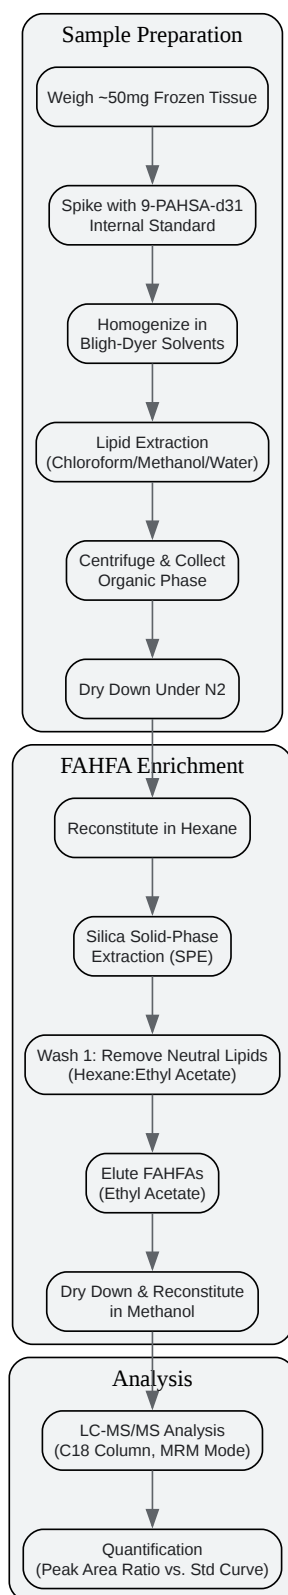 Sample Preparation
Weigh ~50mg Frozen Tissue
Spike with 9-PAHSA-d31
Internal Standard
Homogenize in
Bligh-Dyer Solvents
Lipid Extraction
(Chloroform/Methanol/Water)
Centrifuge & Collect
Organic Phase
Dry Down Under N2
FAHFA Enrichment
Reconstitute in Hexane
Silica Solid-Phase
Extraction (SPE)
Wash 1: Remove Neutral Lipids
(Hexane:Ethyl Acetate)
Elute FAHFAs
(Ethyl Acetate)
Dry Down & Reconstitute
in Methanol
Analysis
LC-MS/MS Analysis
(C18 Column, MRM Mode)
Quantification
(Peak Area Ratio vs. Std Curve)